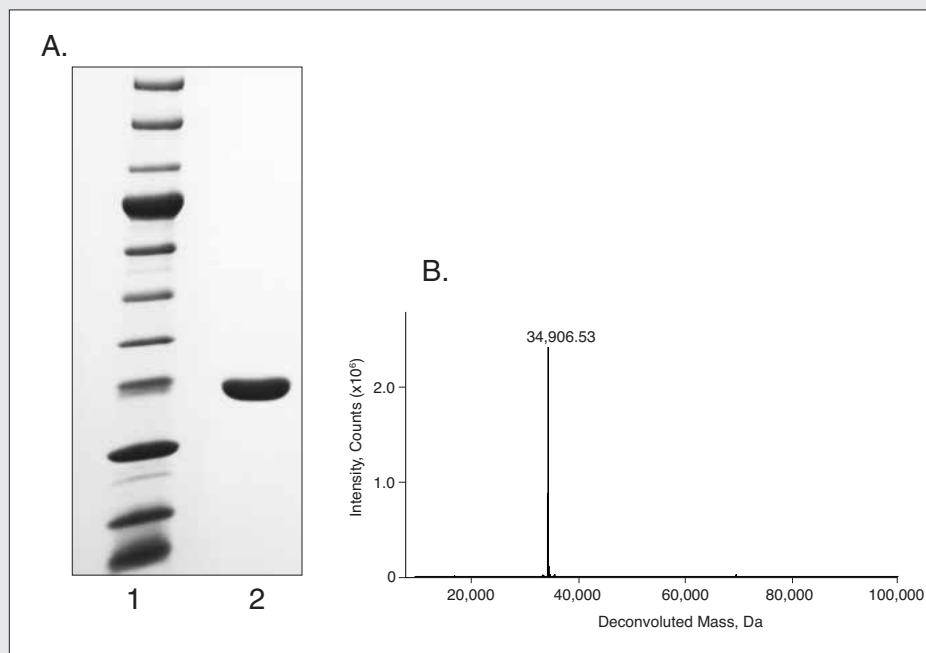 A.
1 2
B.
34,906.53
Intensity, Counts (x10⁶)
2.0
1.0
0
20,000 40,000 60,000 80,000 100,000
Deconvoluted Mass, Da